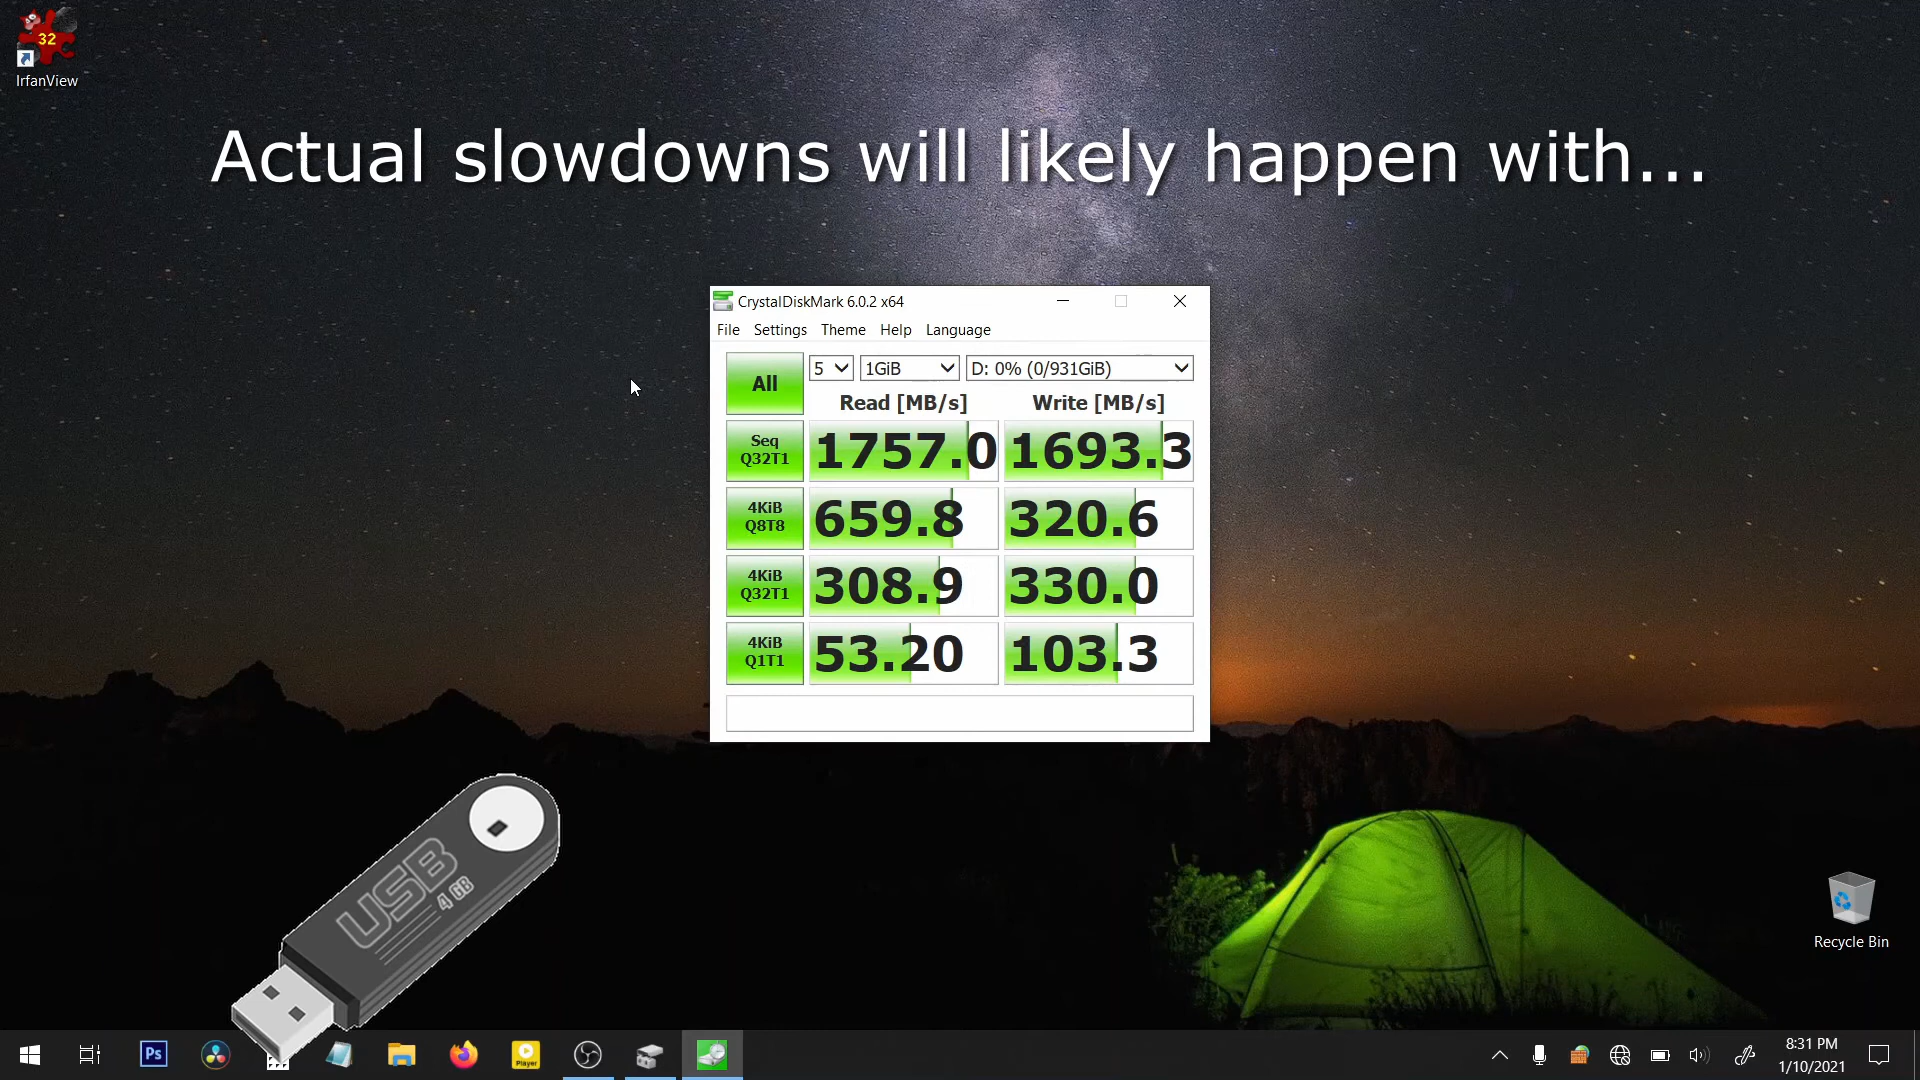 32
IrfanView
Actual slowdowns will likely happen with...
CrystalDiskMark 6.0.2 x64
File Settings Theme Help Language
All 5 1GiB D: 0% (0/931GiB)
Read [MB/s] Write [MB/s]
Seq
Q32T1 1757.0 1693.3
4KiB
Q8T8 659.8 320.6
4KiB
Q32T1 308.9 330.0
4KiB
Q1T1 53.20 103.3
USB
4 GB
Recycle Bin
Ps
Player
8:31 PM
1/10/2021